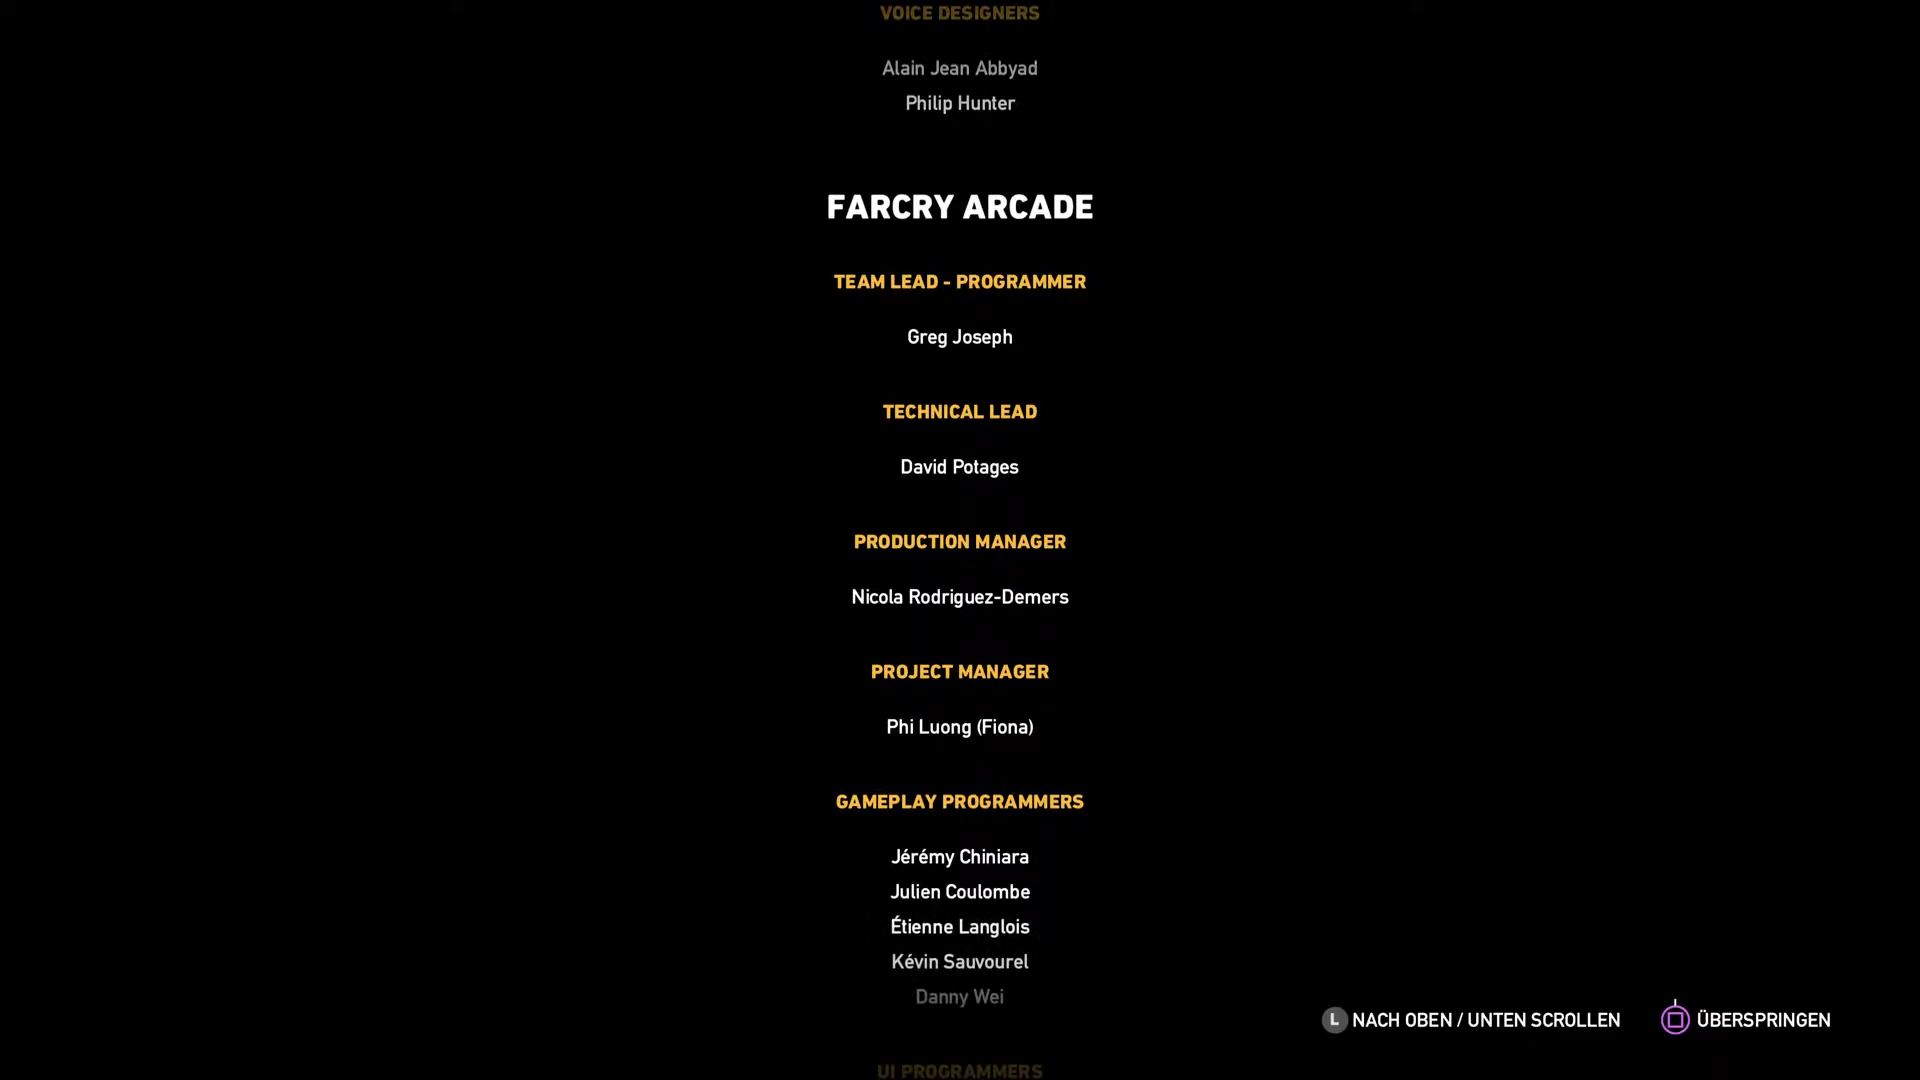 VOICE DESIGNERS
Alain Jean Abbyad
Philip Hunter
FARCRY ARCADE
TEAM LEAD - PROGRAMMER
Greg Joseph
TECHNICAL LEAD
David Potages
PRODUCTION MANAGER
Nicola Rodriguez-Demers
PROJECT MANAGER
Phi Luong (Fiona)
GAMEPLAY PROGRAMMERS
Jérémy Chiniara
Julien Coulombe
Étienne Langlois
Kévin Sauvourel
Danny Wei
L NACH OBEN / UNTEN SCROLLEN
ÜBERSPRINGEN
UI PROGRAMMERS